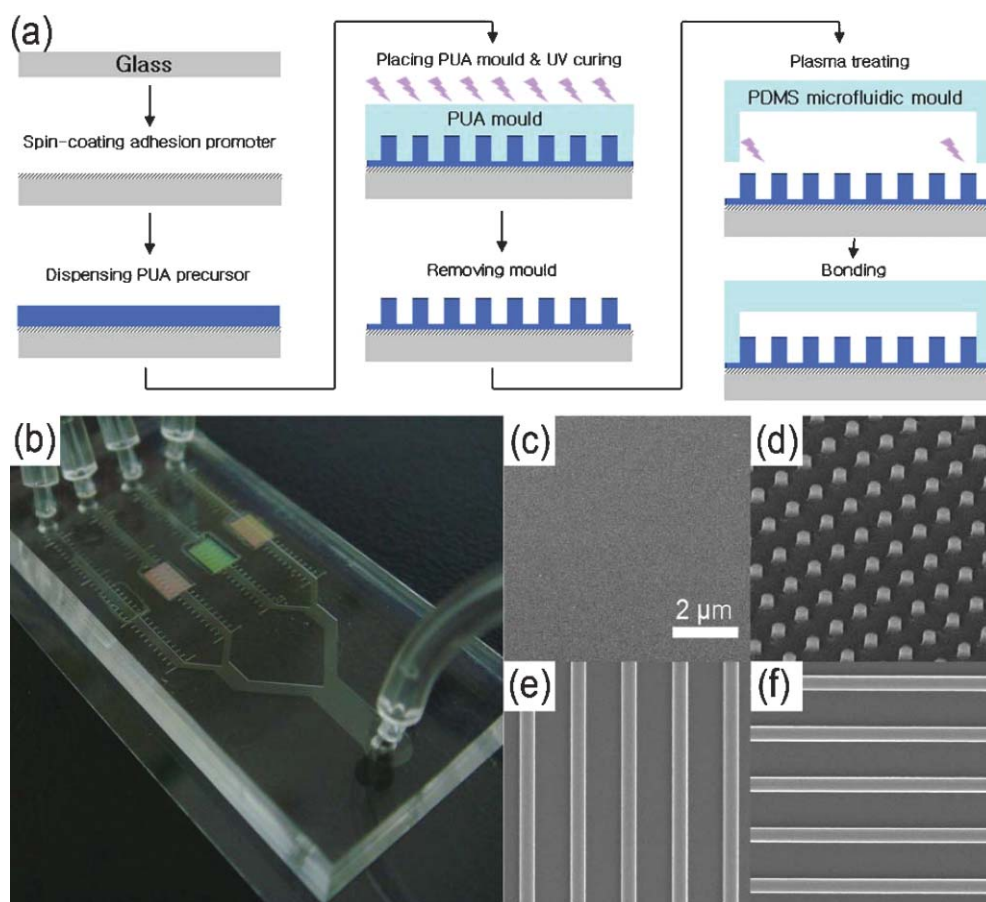 (a)
Glass
Spin-coating adhesion promoter
Dispensing PUA precursor
Placing PUA mould & UV curing
PUA mould
Removing mould
Plasma treating
PDMS microfluidic mould
Bonding
(b)
(c)
2 μm
(d)
(e)
(f)